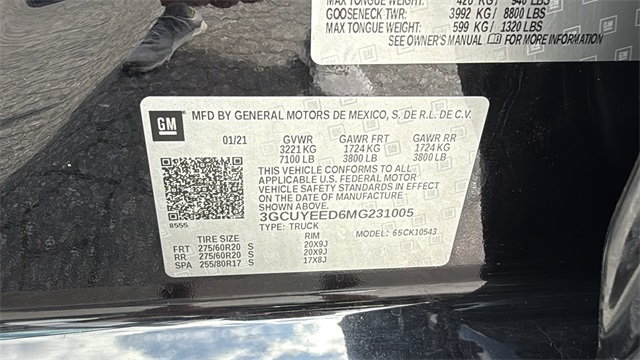 MAX TONGUE WEIGHT 420 KG/ 940 LBS
GOOSENECK TWR: 3992 KG/ 8800 LBS
MAX TONGUE WEIGHT 599 KG/ 1320 LBS
SEE OWNER'S MANUAL FOR MORE INFORMATION
GM
MFD BY GENERAL MOTORS DE MEXICO, S. DE R.L. DE C.V.
01/21 GVWR GAWR FRT GAWR RR
3221 KG 1724 KG 1724 KG
7100 LB 3800 LB 3800 LB
THIS VEHICLE CONFORMS TO ALL
APPLICABLE U.S. FEDERAL MOTOR
VEHICLE SAFETY STANDARDS IN EFFECT
ON THE DATE OF MANUFACTURE
SHOWN ABOVE.
3GCUYEED6MG231005
8555
TYPE: TRUCK MODEL: 65CK10543
TIRE SIZE RIM
FRT 275/60R20 S 20X9J
RR 275/60R20 S 20X9J
SPA 255/80R17 S 17X8J